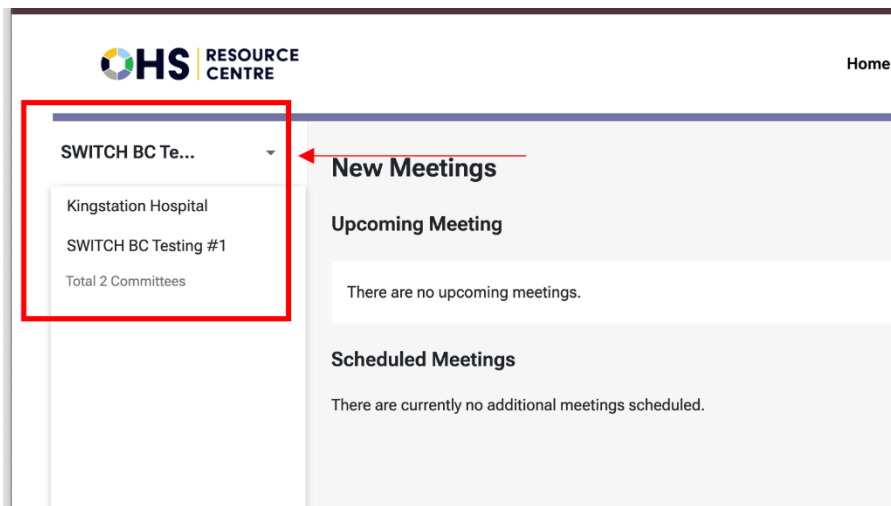 OHS RESOURCE
CENTRE
Home
SWITCH BC Te...
Kingstation Hospital
SWITCH BC Testing #1
Total 2 Committees
New Meetings
Upcoming Meeting
There are no upcoming meetings.
Scheduled Meetings
There are currently no additional meetings scheduled.